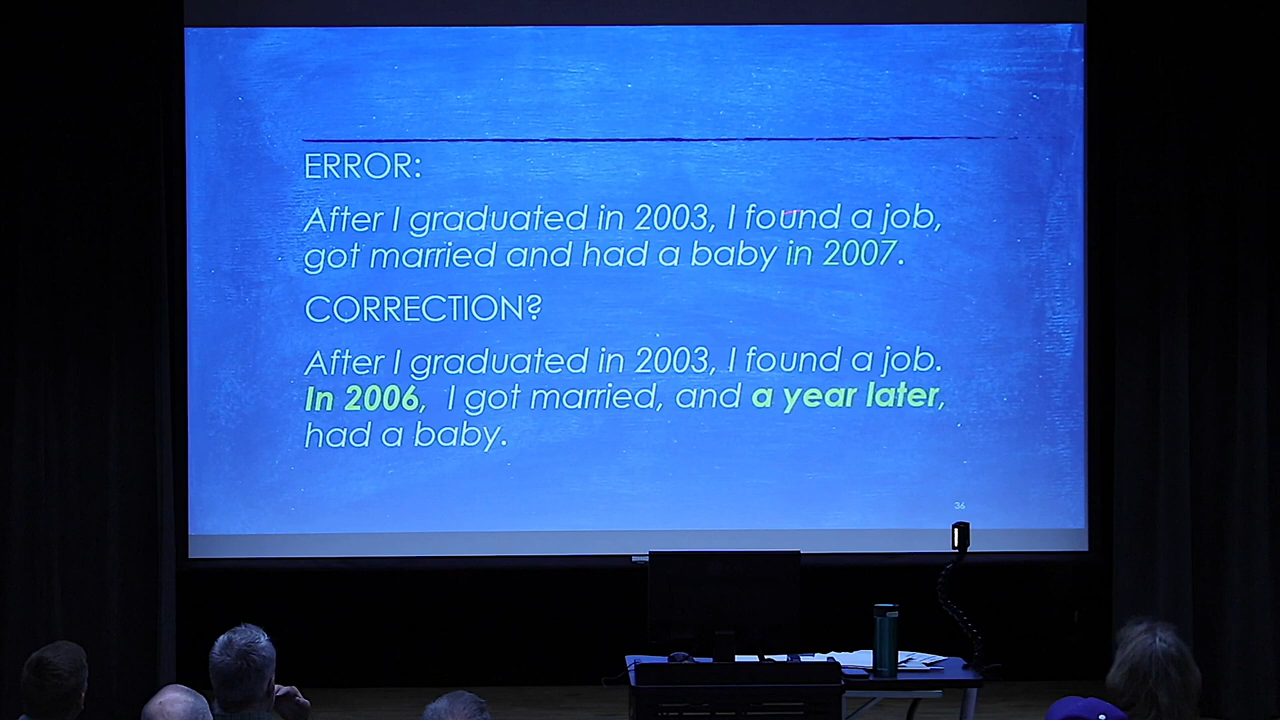 ERROR:
After I graduated in 2003, I found a job,
got married and had a baby in 2007.
CORRECTION?
After I graduated in 2003, I found a job.
In 2006,  I got married, and a year later,
had a baby.
36